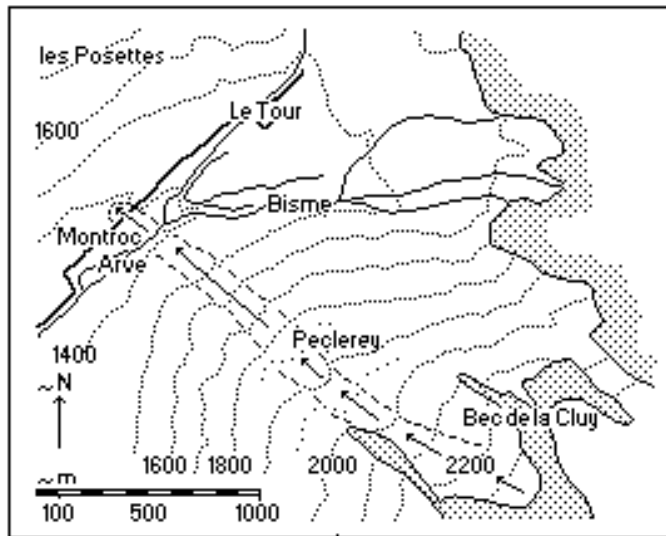 les Posettes
Le Tour
1600
Bisme
Montroc
Arve
Peclerey
1400
~N
Bec de la Cluy
1600 1800 2000 2200
~m
100 500 1000